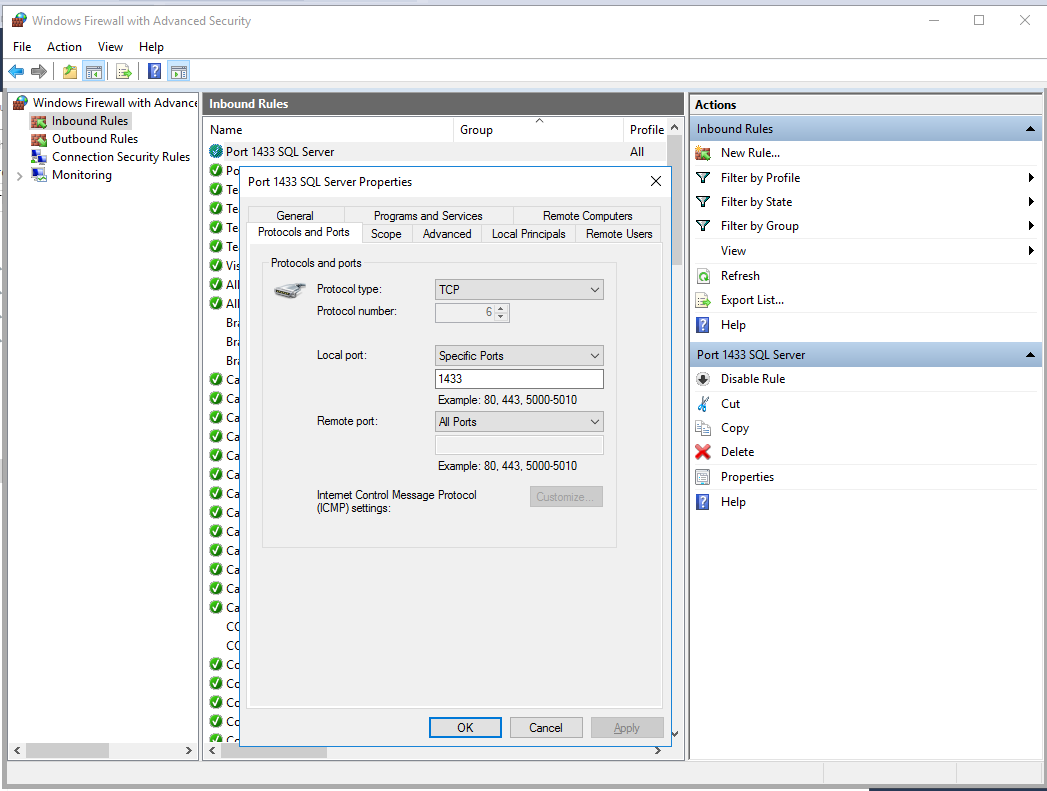 Windows Firewall with Advanced Security
File Action View Help
Windows Firewall with Advance
Inbound Rules
Outbound Rules
Connection Security Rules
Monitoring
Inbound Rules
Name Group Profile
Port 1433 SQL Server All
Po
Te
Te
Te
Te
Vis
All
All
Bra
Bra
Bra
Ca
Ca
Ca
Ca
Ca
Ca
Ca
Ca
Ca
Ca
Ca
Ca
Ca
CO
CO
Co
Co
Co
Co
Co
Port 1433 SQL Server Properties
General Programs and Services Remote Computers
Protocols and Ports Scope Advanced Local Principals Remote Users
Protocols and ports
Protocol type: TCP
Protocol number: 6
Local port: Specific Ports
1433
Example: 80, 443, 5000-5010
Remote port: All Ports
Example: 80, 443, 5000-5010
Internet Control Message Protocol
(ICMP) settings: Customize...
OK Cancel Apply
Actions
Inbound Rules
New Rule...
Filter by Profile
Filter by State
Filter by Group
View
Refresh
Export List...
Help
Port 1433 SQL Server
Disable Rule
Cut
Copy
Delete
Properties
Help